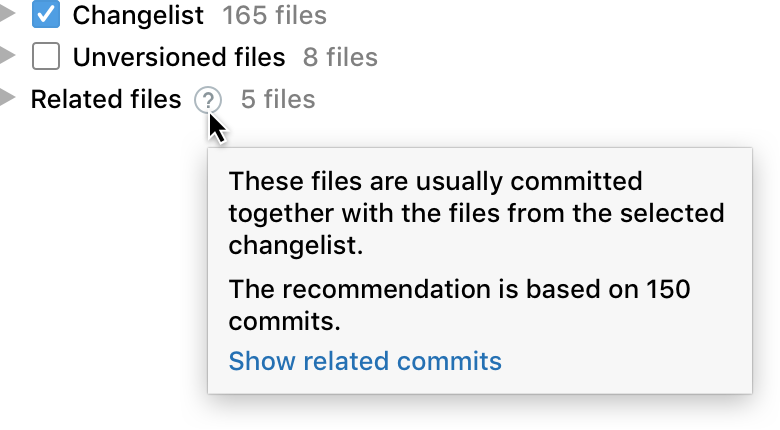 Changelist 165 files
Unversioned files 8 files
Related files ? 5 files
These files are usually committed
together with the files from the selected
changelist.
The recommendation is based on 150
commits.
Show related commits